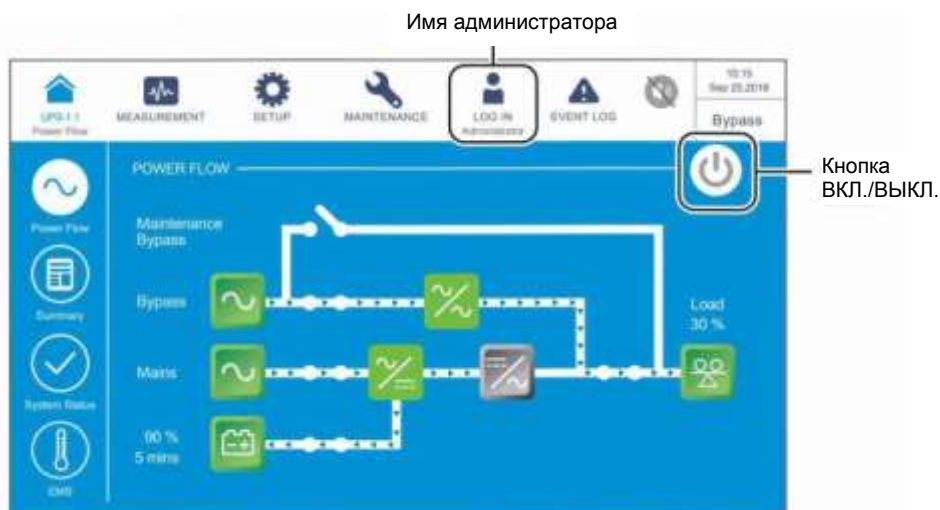 Имя администратора
UPS-1-1
Power Flow
MEASUREMENT
SETUP
MAINTENANCE
LOG IN
Administrator
EVENT LOG
10:15
Sep 25,2018
Bypass
POWER FLOW
Кнопка
ВКЛ./ВЫКЛ.
Power Flow
Maintenance
Bypass
Summary
Bypass
Load
30 %
Mains
System Status
90 %
5 mins
EMS